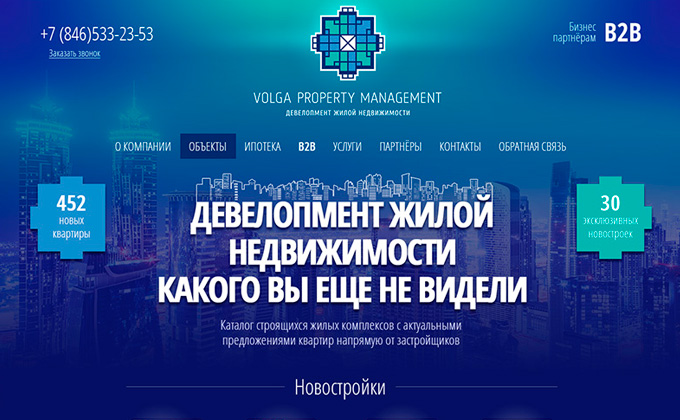 +7 (846)533-23-53
Заказать звонок
Бизнес
партнёрам
B2B
VOLGA PROPERTY MANAGEMENT
ДЕВЕЛОПМЕНТ ЖИЛОЙ НЕДВИЖИМОСТИ
О КОМПАНИИ ОБЪЕКТЫ ИПОТЕКА B2B УСЛУГИ ПАРТНЁРЫ КОНТАКТЫ ОБРАТНАЯ СВЯЗЬ
452
новых
квартиры
30
эксклюзивных
новостроек
ДЕВЕЛОПМЕНТ ЖИЛОЙ
НЕДВИЖИМОСТИ
КАКОГО ВЫ ЕЩЕ НЕ ВИДЕЛИ
Каталог строящихся жилых комплексов с актуальными
предложениями квартир напрямую от застройщиков
Новостройки